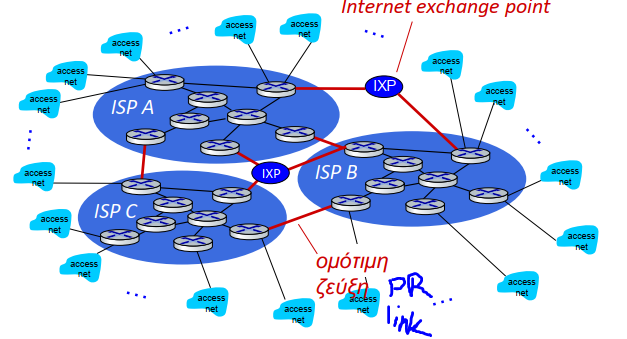 Internet exchange point
access
net
access
net
access
net
access
net
access
net
access
net
access
net
IXP
ISP A
IXP
ISP B
access
net
access
net
ISP C
access
net
access
net
access
net
ομότιμη
ζεύξη
access
net
access
net
access
net
access
net
PR
link